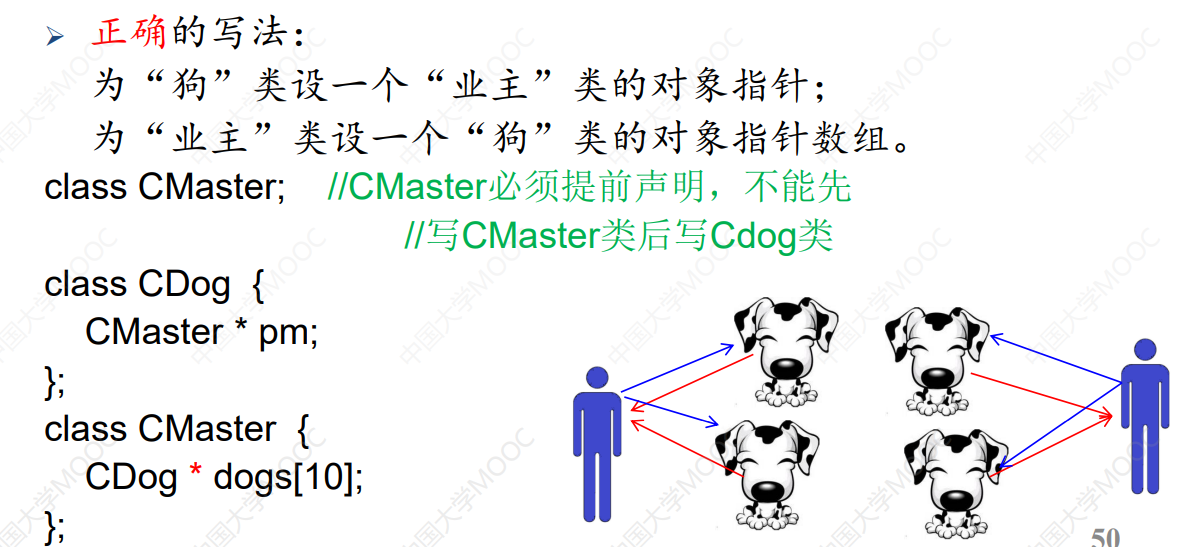 ➢ 正确的写法：
为“狗”类设一个“业主”类的对象指针；
为“业主”类设一个“狗”类的对象指针数组。
class CMaster; //CMaster必须提前声明，不能先
//写CMaster类后写Cdog类
class CDog {
CMaster * pm;
};
class CMaster {
CDog * dogs[10];
};
50
中国大学MOOC